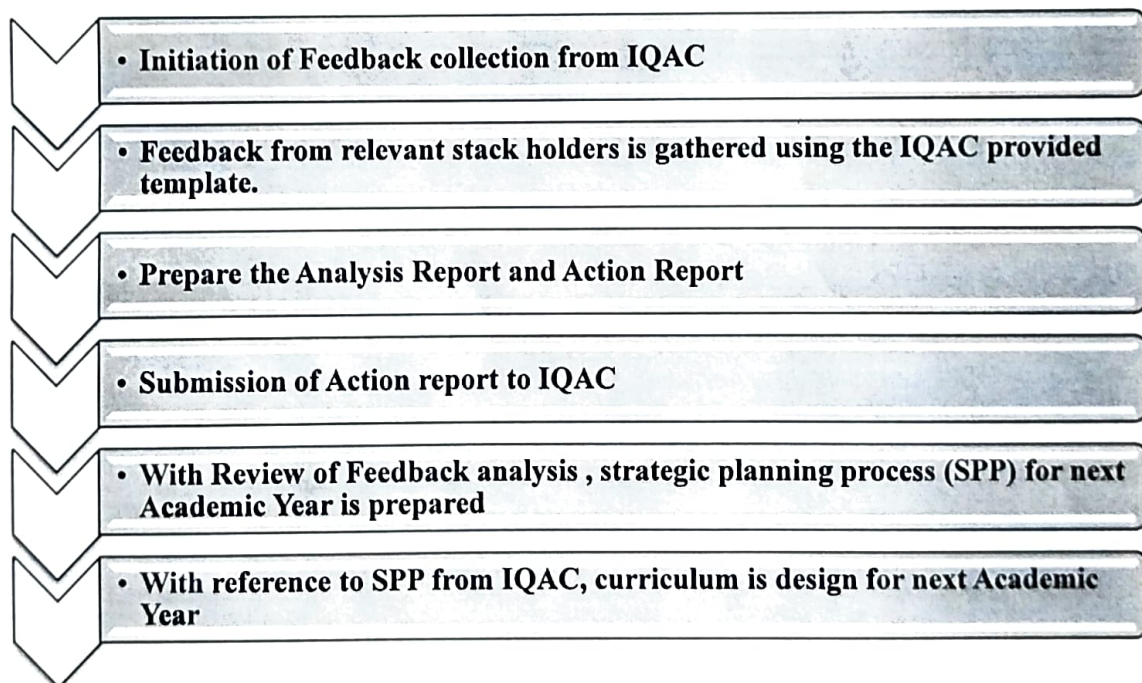 • Initiation of Feedback collection from IQAC
• Feedback from relevant stack holders is gathered using the IQAC provided
template.
• Prepare the Analysis Report and Action Report
• Submission of Action report to IQAC
• With Review of Feedback analysis , strategic planning process (SPP) for next
Academic Year is prepared
• With reference to SPP from IQAC, curriculum is design for next Academic
Year